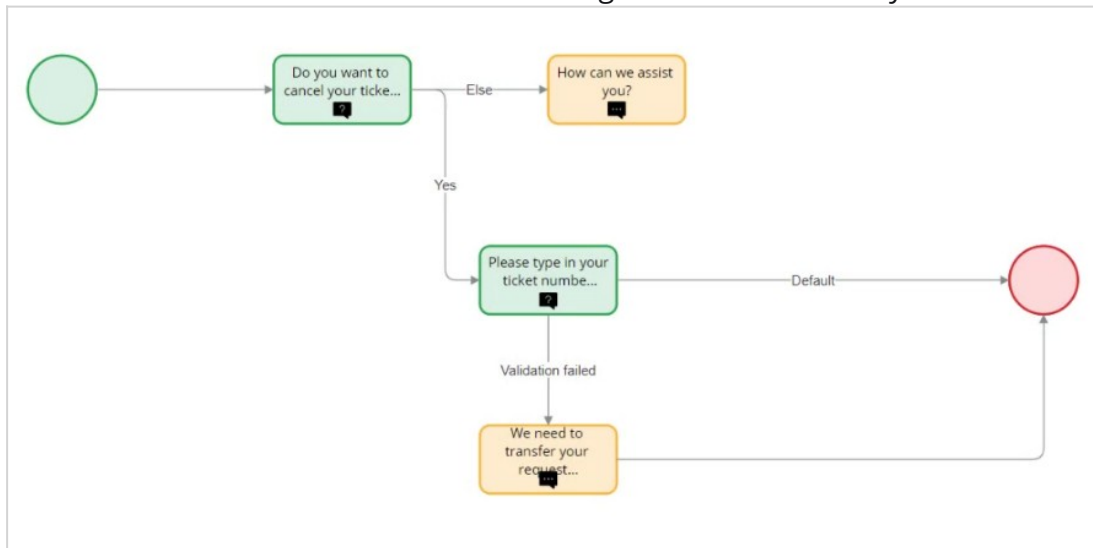 Do you want to
cancel your ticke...
Else
How can we assist
you?
Yes
Please type in your
ticket numbe...
Default
Validation failed
We need to
transfer your
request...